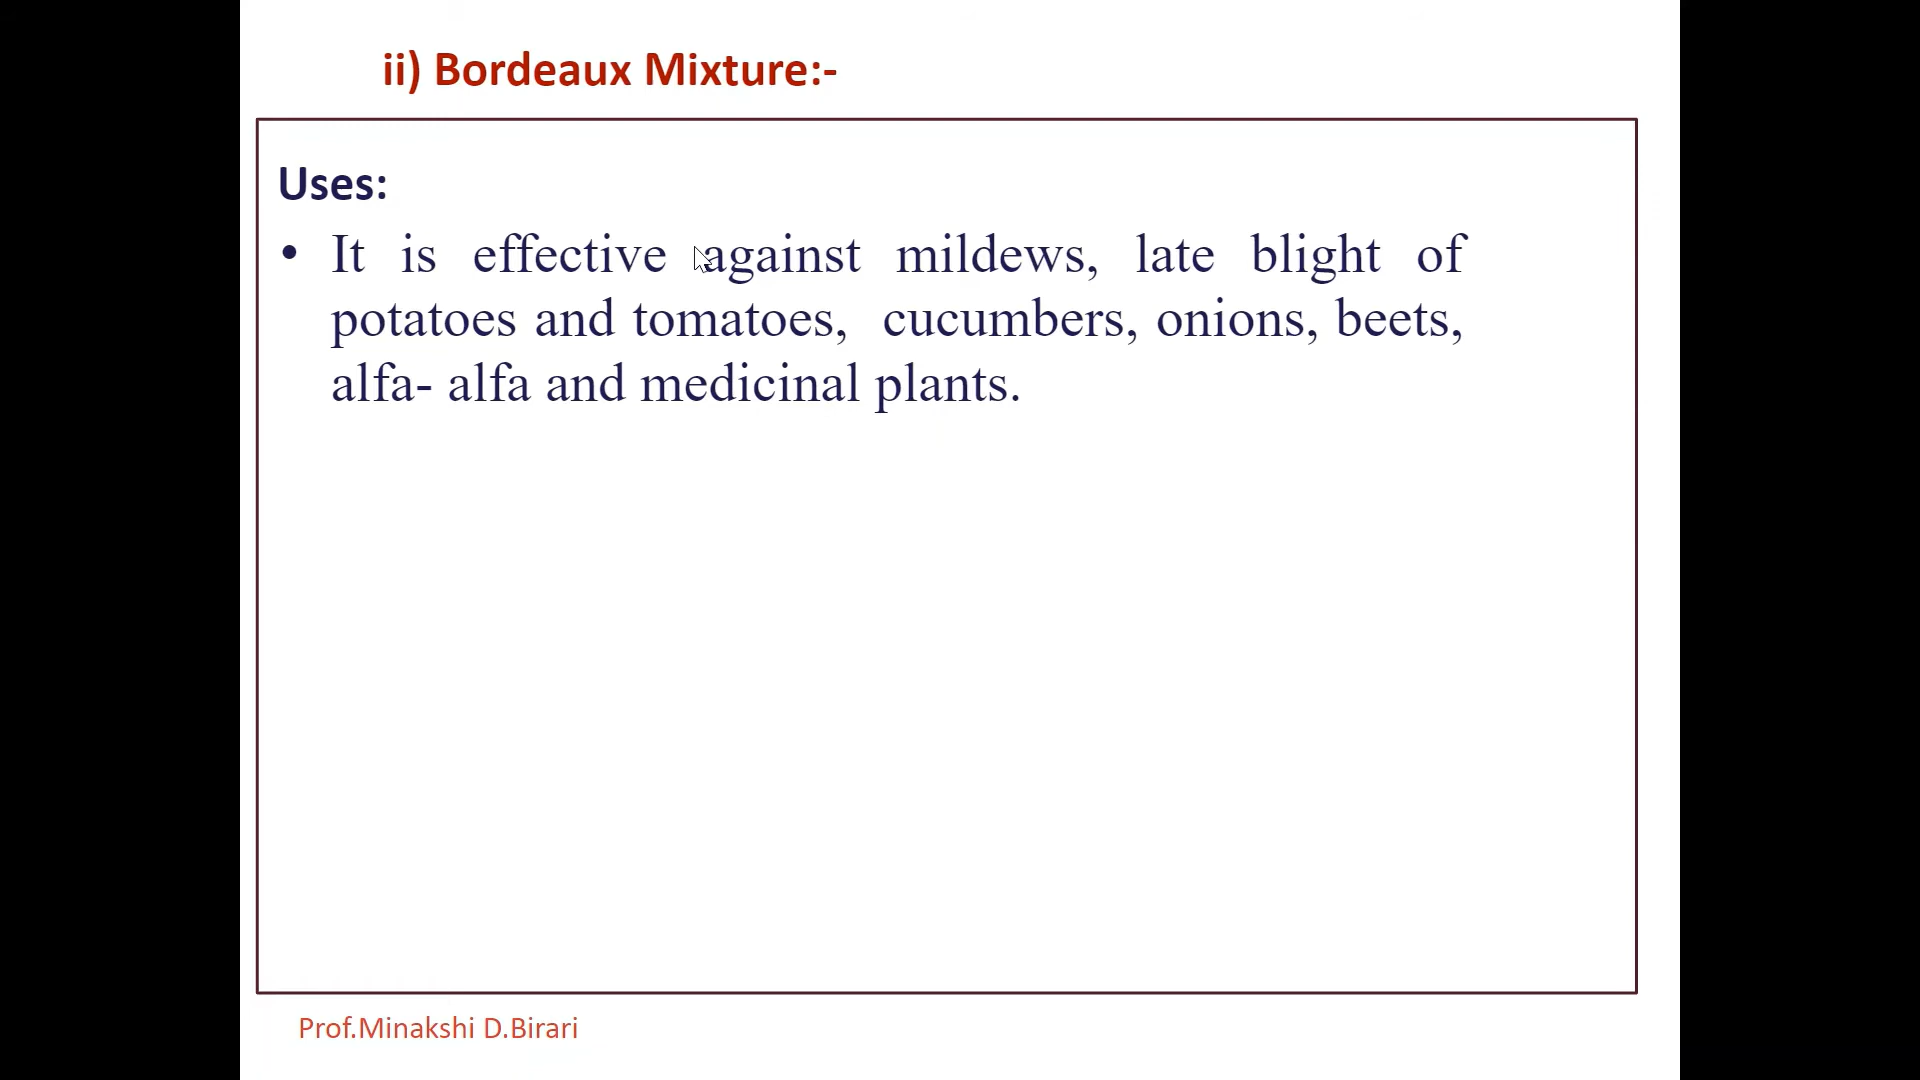 ii) Bordeaux Mixture:-
Uses:
• It is effective against mildews, late blight of
potatoes and tomatoes, cucumbers, onions, beets,
alfa- alfa and medicinal plants.
Prof.Minakshi D.Birari